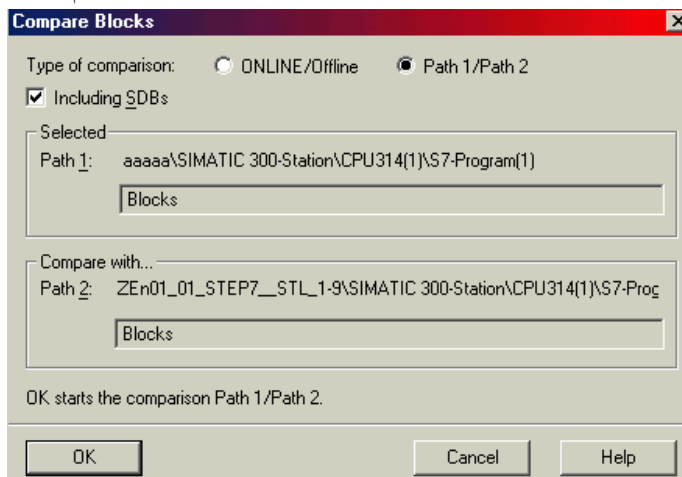 Compare Blocks
Type of comparison: ONLINE/Offline Path 1/Path 2
Including SDBs
Selected
Path 1: aaaaa\SIMATIC 300-Station\CPU314(1)\S7-Program(1)
Blocks
Compare with...
Path 2: ZEn01_01_STEP7__STL_1-9\SIMATIC 300-Station\CPU314(1)\S7-Prog
Blocks
OK starts the comparison Path 1/Path 2.
OK Cancel Help